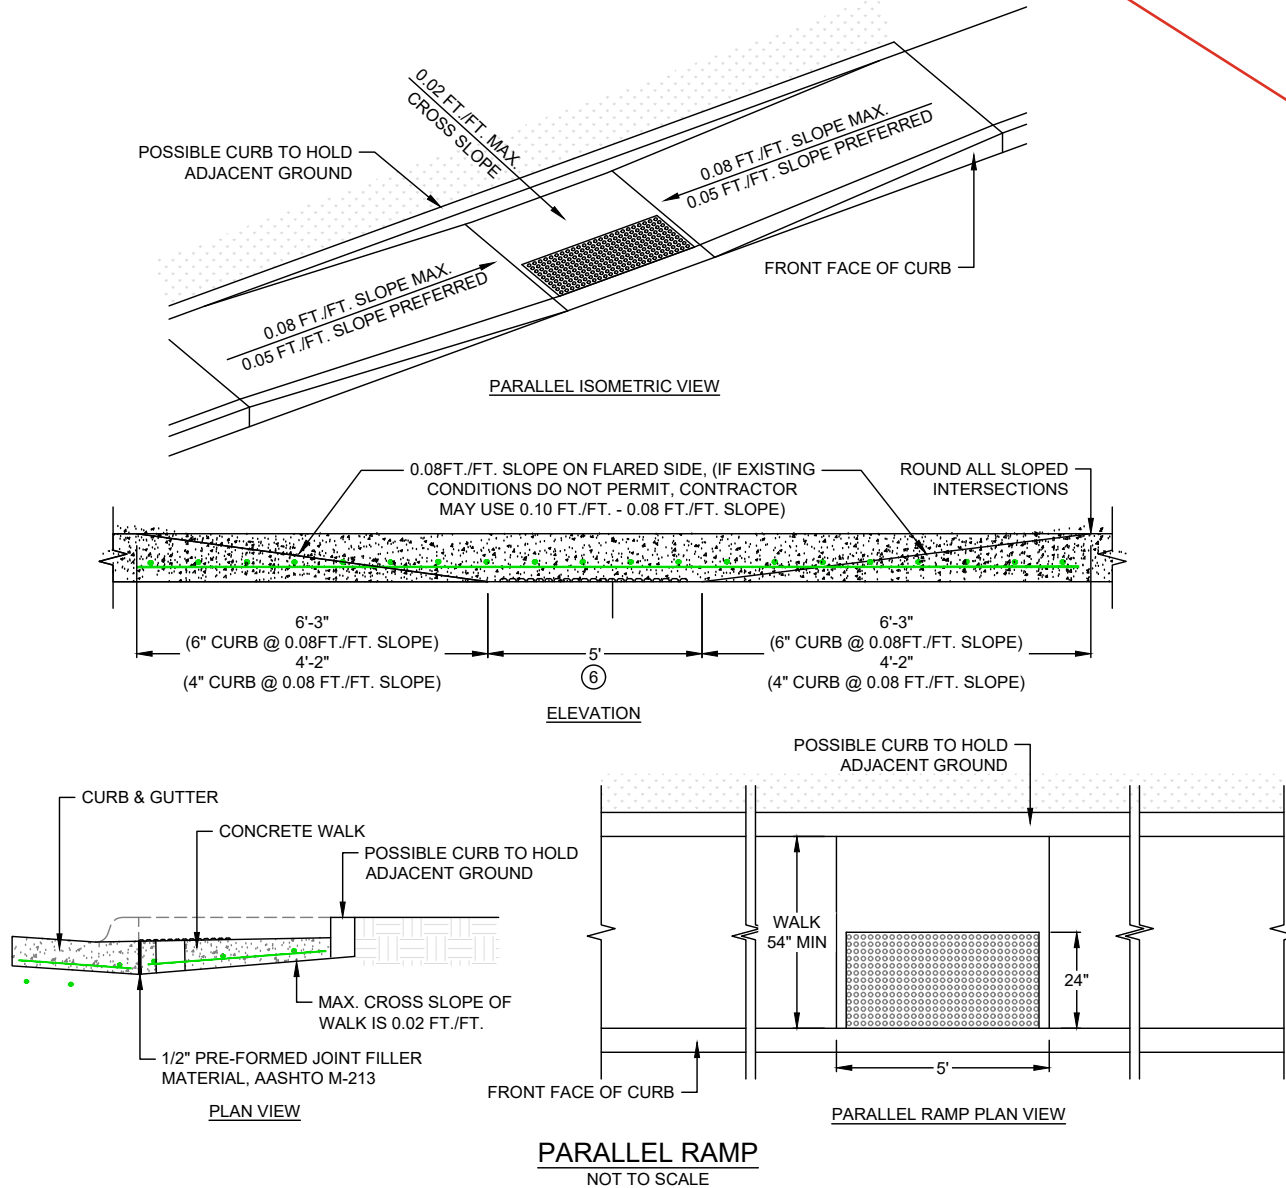 0.02 FT./FT. MAX.
CROSS SLOPE
POSSIBLE CURB TO HOLD
ADJACENT GROUND
0.08 FT./FT. SLOPE MAX.
0.05 FT./FT. SLOPE PREFERRED
FRONT FACE OF CURB
0.08 FT./FT. SLOPE MAX.
0.05 FT./FT. SLOPE PREFERRED
PARALLEL ISOMETRIC VIEW
0.08FT./FT. SLOPE ON FLARED SIDE, (IF EXISTING
CONDITIONS DO NOT PERMIT, CONTRACTOR
MAY USE 0.10 FT./FT. - 0.08 FT./FT. SLOPE)
ROUND ALL SLOPED
INTERSECTIONS
6'-3"
(6" CURB @ 0.08FT./FT. SLOPE)
4'-2"
(4" CURB @ 0.08 FT./FT. SLOPE)
5'
6
6'-3"
(6" CURB @ 0.08FT./FT. SLOPE)
4'-2"
(4" CURB @ 0.08 FT./FT. SLOPE)
ELEVATION
CURB & GUTTER
CONCRETE WALK
POSSIBLE CURB TO HOLD
ADJACENT GROUND
MAX. CROSS SLOPE OF
WALK IS 0.02 FT./FT.
1/2" PRE-FORMED JOINT FILLER
MATERIAL, AASHTO M-213
PLAN VIEW
POSSIBLE CURB TO HOLD
ADJACENT GROUND
WALK
54" MIN
24"
5'
FRONT FACE OF CURB
PARALLEL RAMP PLAN VIEW
PARALLEL RAMP
NOT TO SCALE